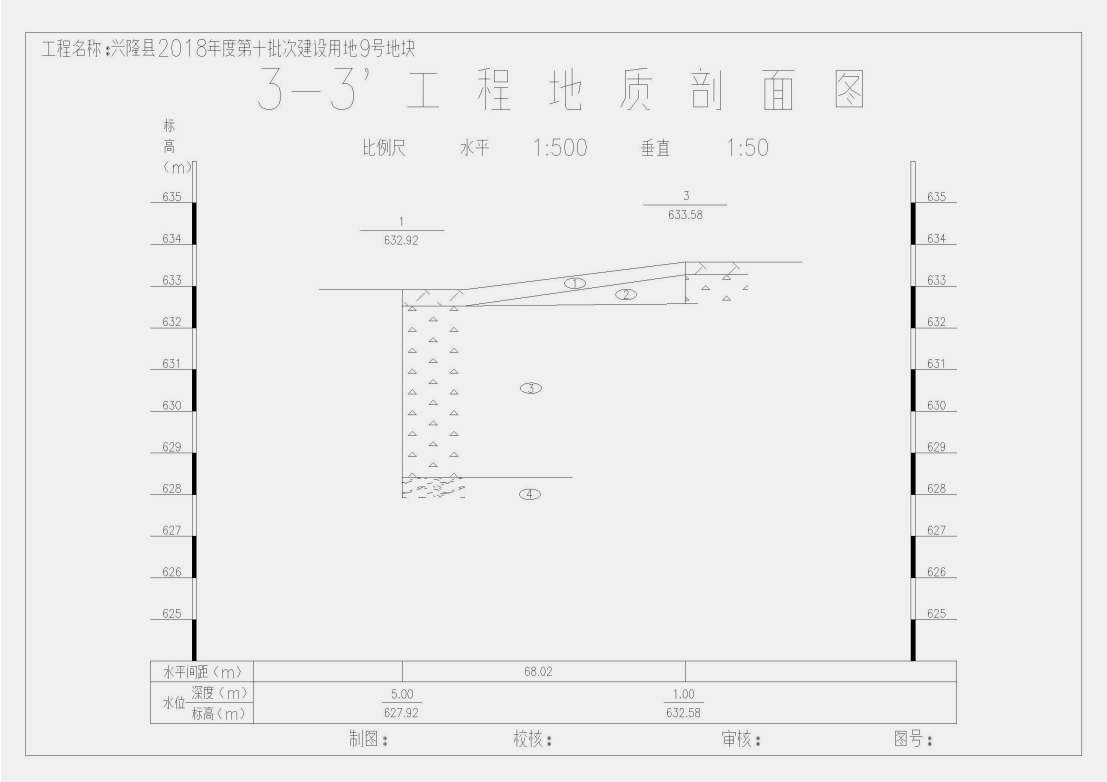 工程名称:兴隆县2018年度第十批次建设用地9号地块
3-3' 工程地质剖面图
标
高
(m)
比例尺 水平 1:500 垂直 1:50
635 635
3
633.58
1
632.92
634 634
633 633
①
②
632 632
631 631
③
630 630
629 629
628 628
④
627 627
626 626
625 625
水平间距(m) 68.02
水位 深度(m) 5.00 1.00
标高(m) 627.92 632.58
制图: 校核: 审核: 图号: